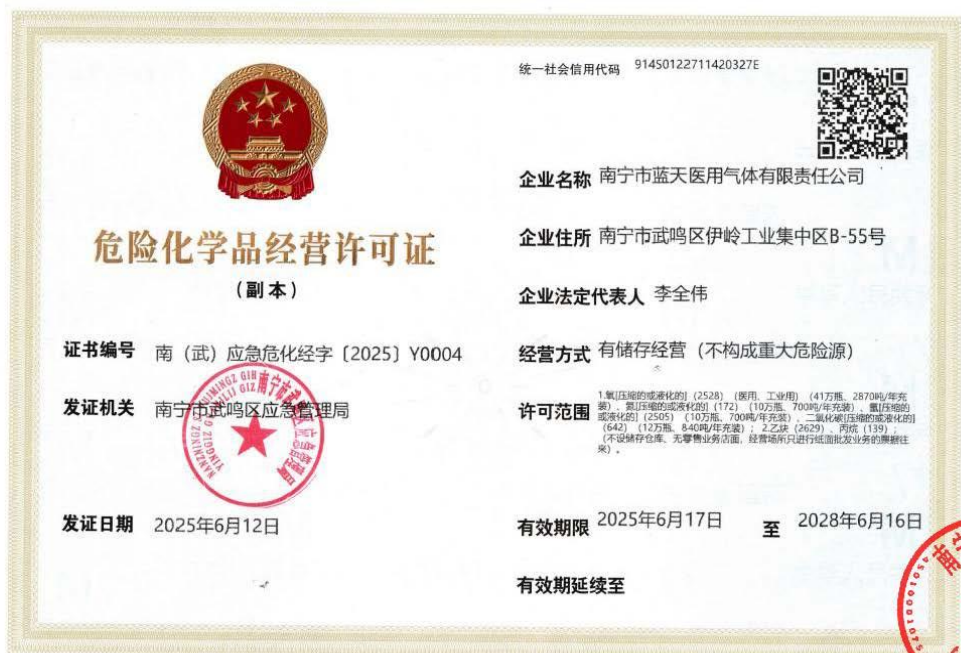 统一社会信用代码 91450122711420327E
危险化学品经营许可证
(副本)
证书编号 南(武)应急危化经字〔2025〕Y0004
发证机关 南宁市武鸣区应急管理局
发证日期 2025年6月12日
企业名称 南宁市蓝天医用气体有限责任公司
企业住所 南宁市武鸣区伊岭工业集中区B-55号
企业法定代表人 李全伟
经营方式 有储存经营(不构成重大危险源)
许可范围
1.氧[压缩的或液化的](2528)(医用、工业用)(41万瓶、2870吨/年充
装)、氩[压缩的或液化的](172)(10万瓶、700吨/年充装)、氮[压缩的
或液化的](2505)(10万瓶、700吨/年充装)、二氧化碳[压缩的或液化的]
(642)(12万瓶、840吨/年充装);2.乙炔(2629)、丙烷(139);
(不设储存仓库、无零售业务店面,经营场所只进行纸面批发业务的票据往
来)。
有效期限 2025年6月17日 至 2028年6月16日
有效期延续至